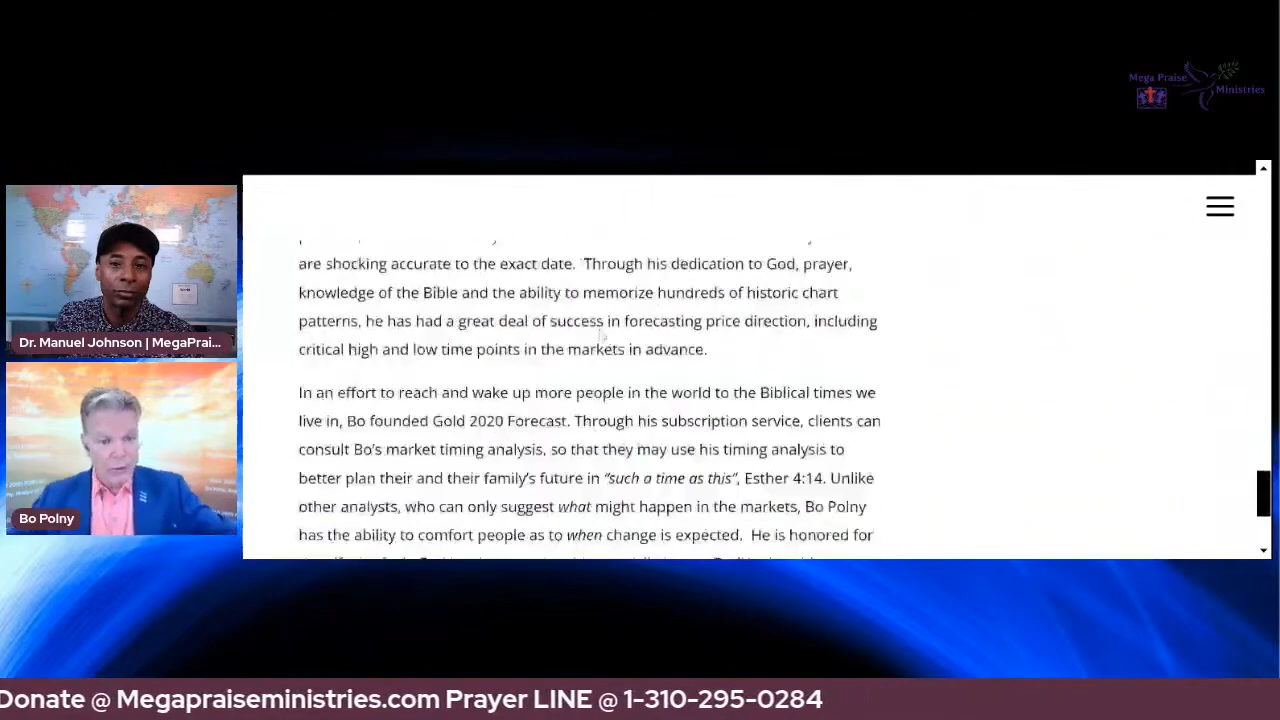 Mega Praise
Ministries
are shocking accurate to the exact date. Through his dedication to God, prayer,
knowledge of the Bible and the ability to memorize hundreds of historic chart
patterns, he has had a great deal of success in forecasting price direction, including
critical high and low time points in the markets in advance.
In an effort to reach and wake up more people in the world to the Biblical times we
live in, Bo founded Gold 2020 Forecast. Through his subscription service, clients can
consult Bo’s market timing analysis, so that they may use his timing analysis to
better plan their and their family’s future in “such a time as this”, Esther 4:14. Unlike
other analysts, who can only suggest what might happen in the markets, Bo Polny
has the ability to comfort people as to when change is expected. He is honored for
Dr. Manuel Johnson | MegaPrai...
Bo Polny
Donate @ Megapraiseministries.com Prayer LINE @ 1-310-295-0284